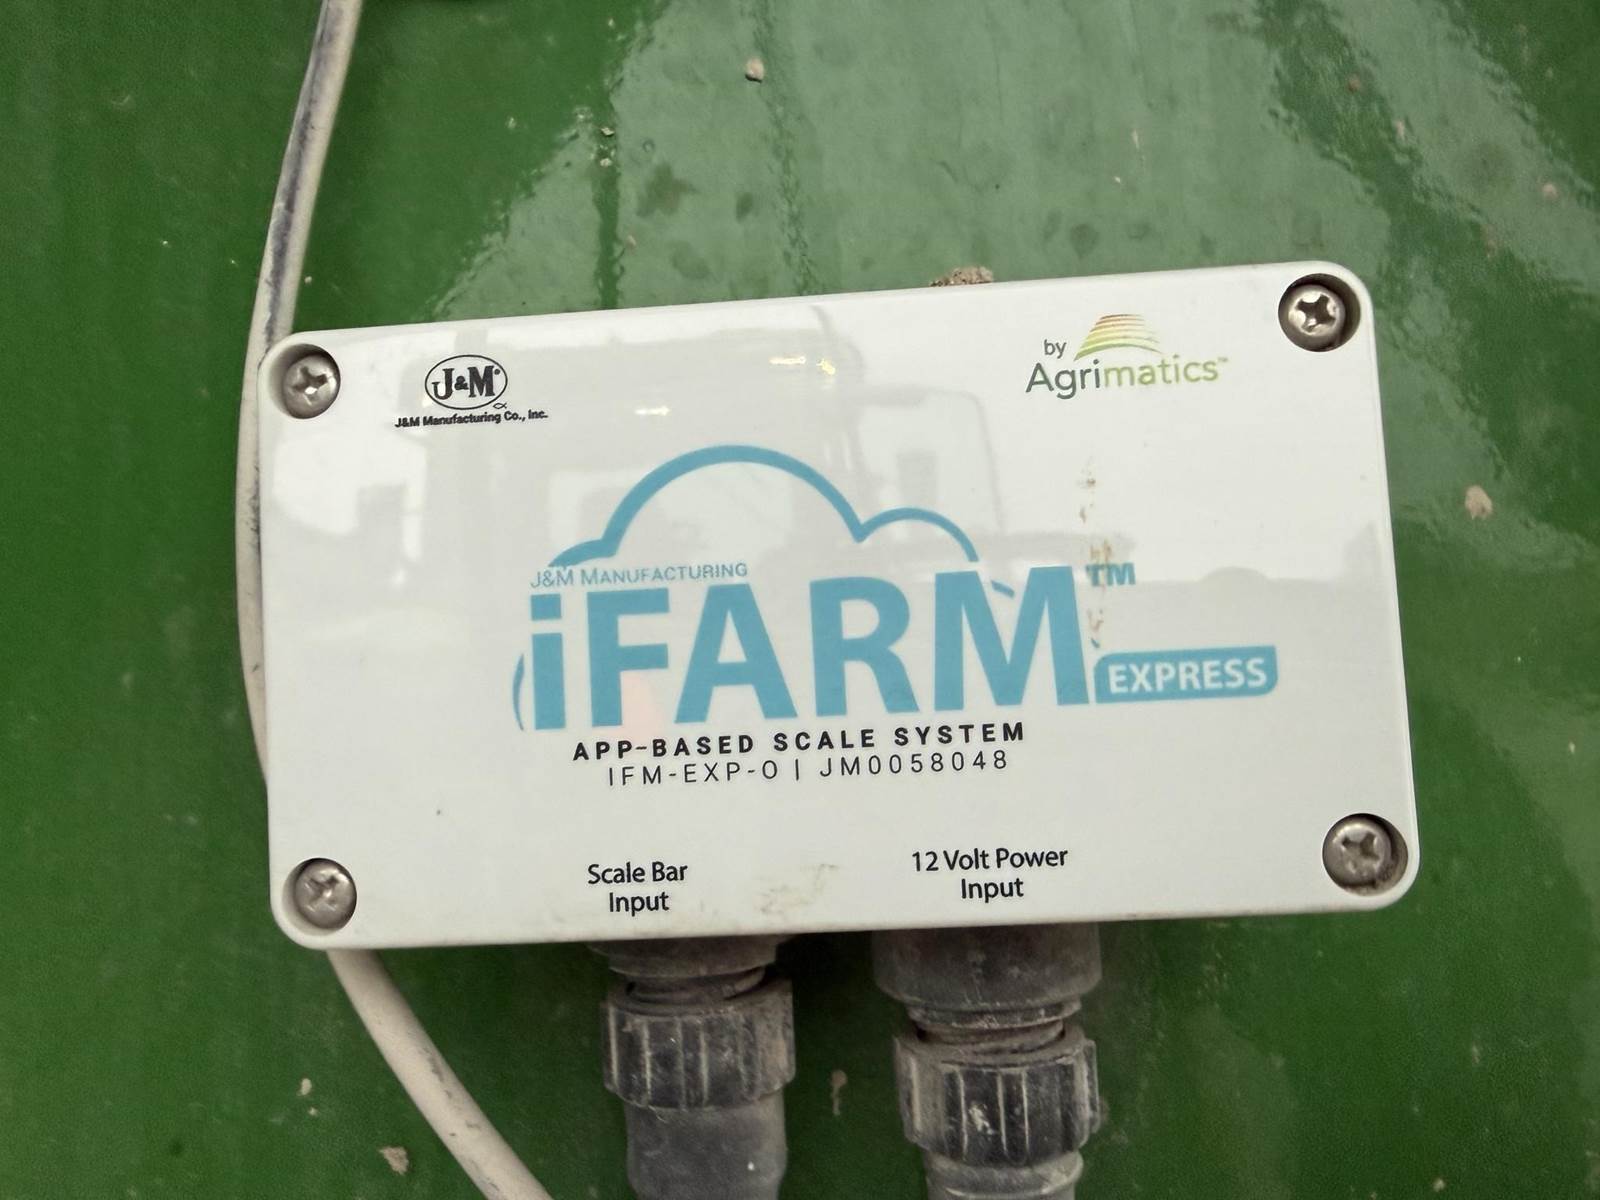 J&M®
J&M Manufacturing Co., Inc.
by
Agrimatics™
J&M MANUFACTURING
iFARM™
EXPRESS
APP-BASED SCALE SYSTEM
IFM-EXP-O | JM0058048
Scale Bar
Input
12 Volt Power
Input